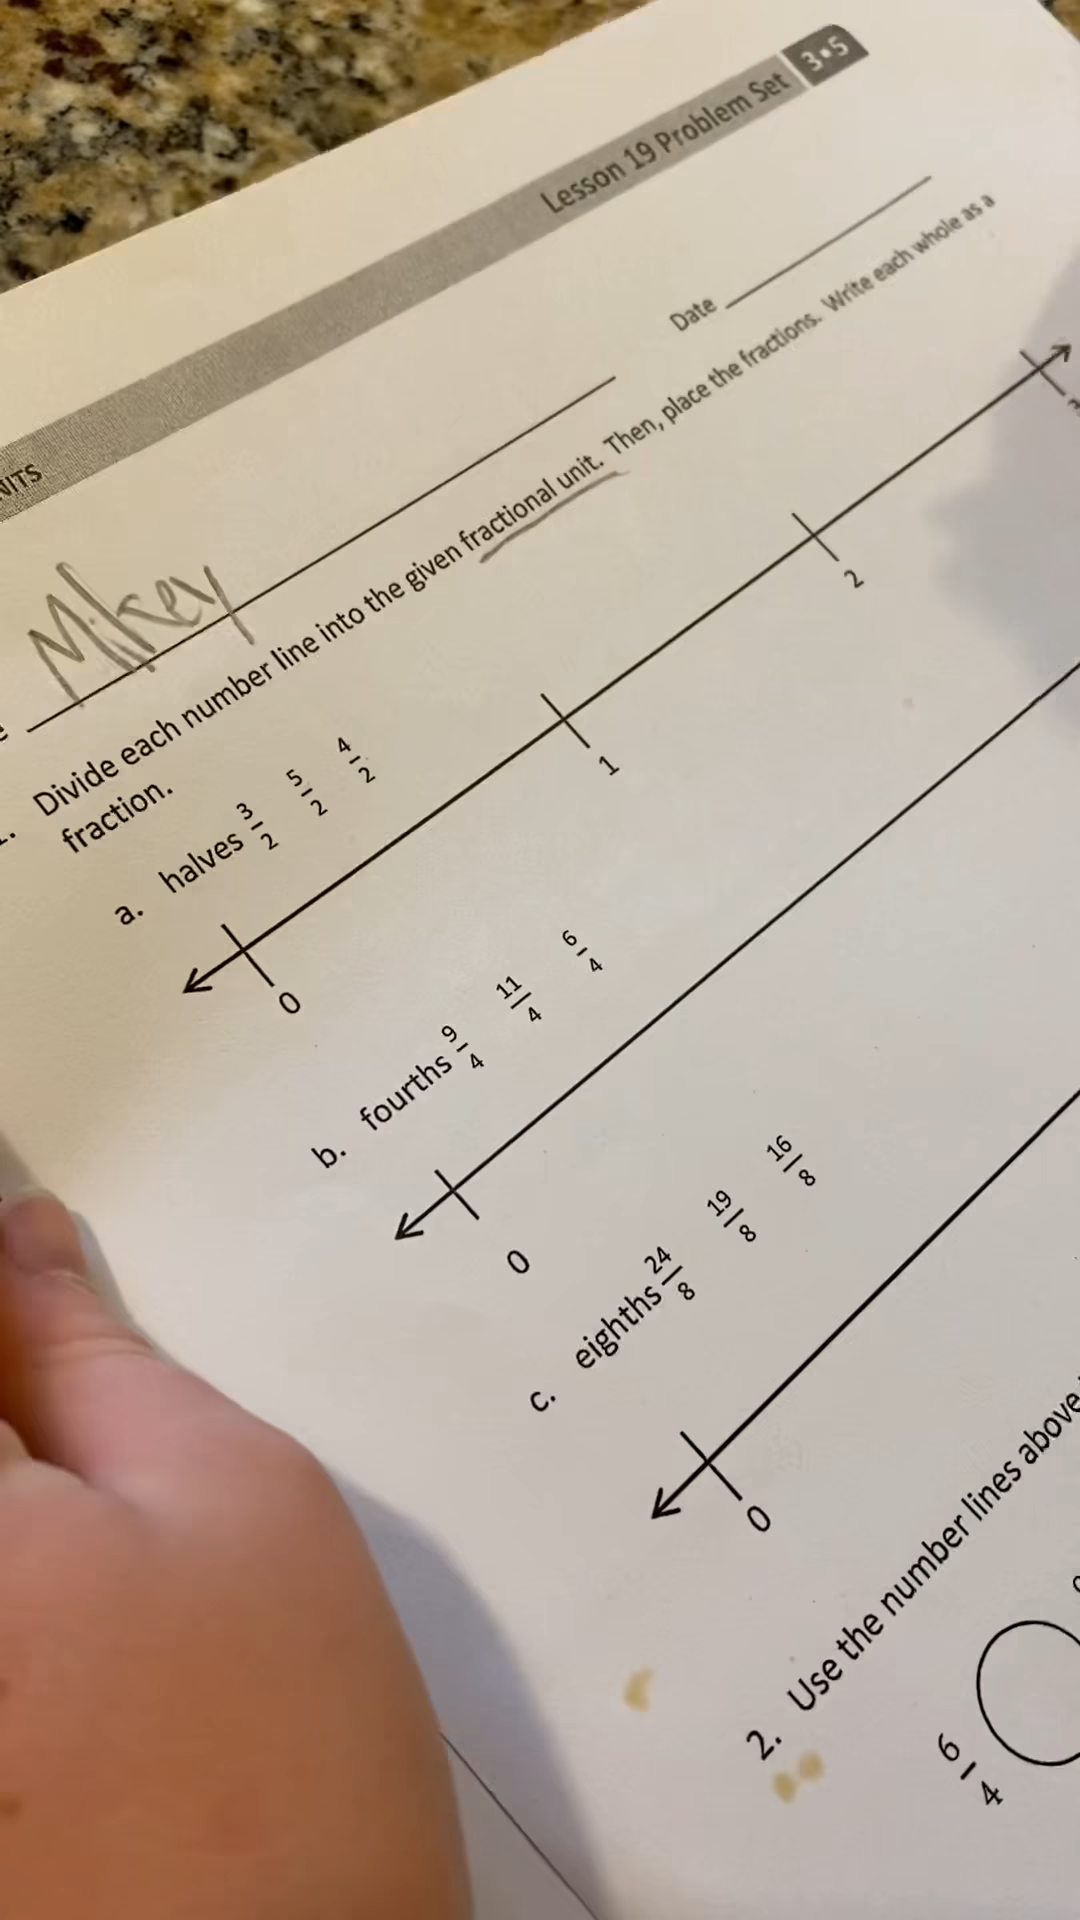 NITS
Lesson 19 Problem Set 3•5
Mikey
Date
Divide each number line into the given fractional unit. Then, place the fractions. Write each whole as a
fraction.
a. halves 3/2 5/2 4/2
0 1 2
b. fourths 9/4 11/4 6/4
0
c. eighths 24/8 19/8 16/8
0
2. Use the number lines above
6/4